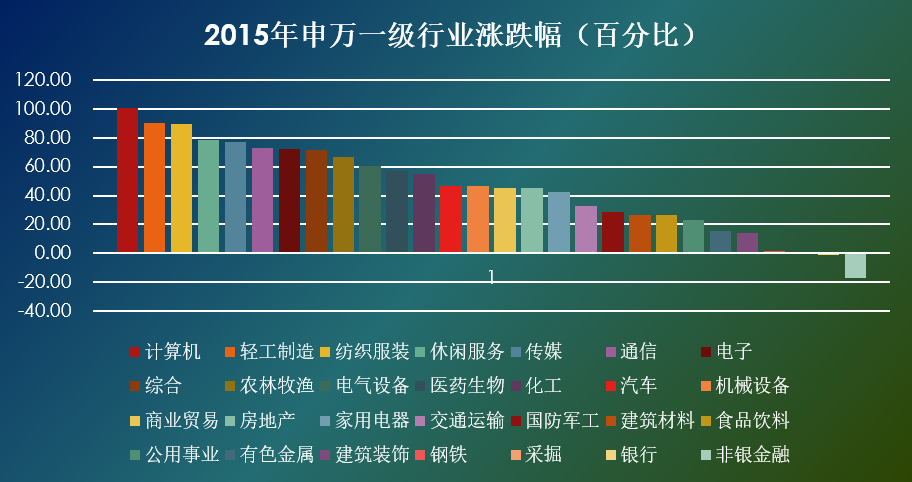 2015年申万一级行业涨跌幅（百分比）
120.00
100.00
80.00
60.00
40.00
20.00
0.00
-20.00
-40.00
1
计算机 轻工制造 纺织服装 休闲服务 传媒 通信 电子
综合 农林牧渔 电气设备 医药生物 化工 汽车 机械设备
商业贸易 房地产 家用电器 交通运输 国防军工 建筑材料 食品饮料
公用事业 有色金属 建筑装饰 钢铁 采掘 银行 非银金融